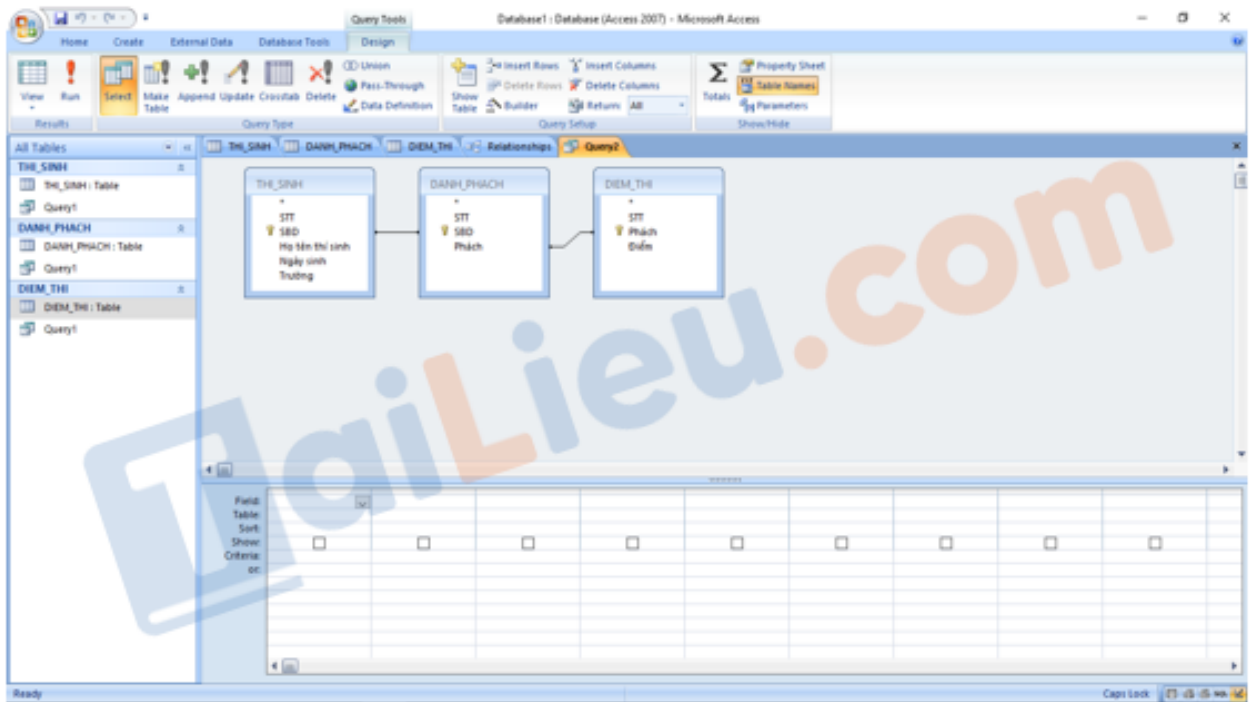 Query Tools
Database1 : Database (Access 2007) - Microsoft Access
Home Create External Data Database Tools Design
View Run Select Make Table Append Update Crosstab Delete
Union
Pass-Through
Data Definition
Show Table
Insert Rows
Delete Rows
Builder
Insert Columns
Delete Columns
Return: All
Totals
Property Sheet
Table Names
Parameters
Results Query Type Query Setup Show/Hide
All Tables
THI_SINH DANH_PHACH DIEM_THI Relationships Query2
THI_SINH
THI_SINH : Table
Query1
DANH_PHACH
DANH_PHACH : Table
Query1
DIEM_THI
DIEM_THI : Table
Query1
THI_SINH
*
STT
SBD
Họ tên thí sinh
Ngày sinh
Trường
DANH_PHACH
*
STT
SBD
Phách
DIEM_THI
*
STT
Phách
Điểm
TaiLieu.com
Field:
Table:
Sort:
Show:
Criteria:
or:
Ready
Caps Lock